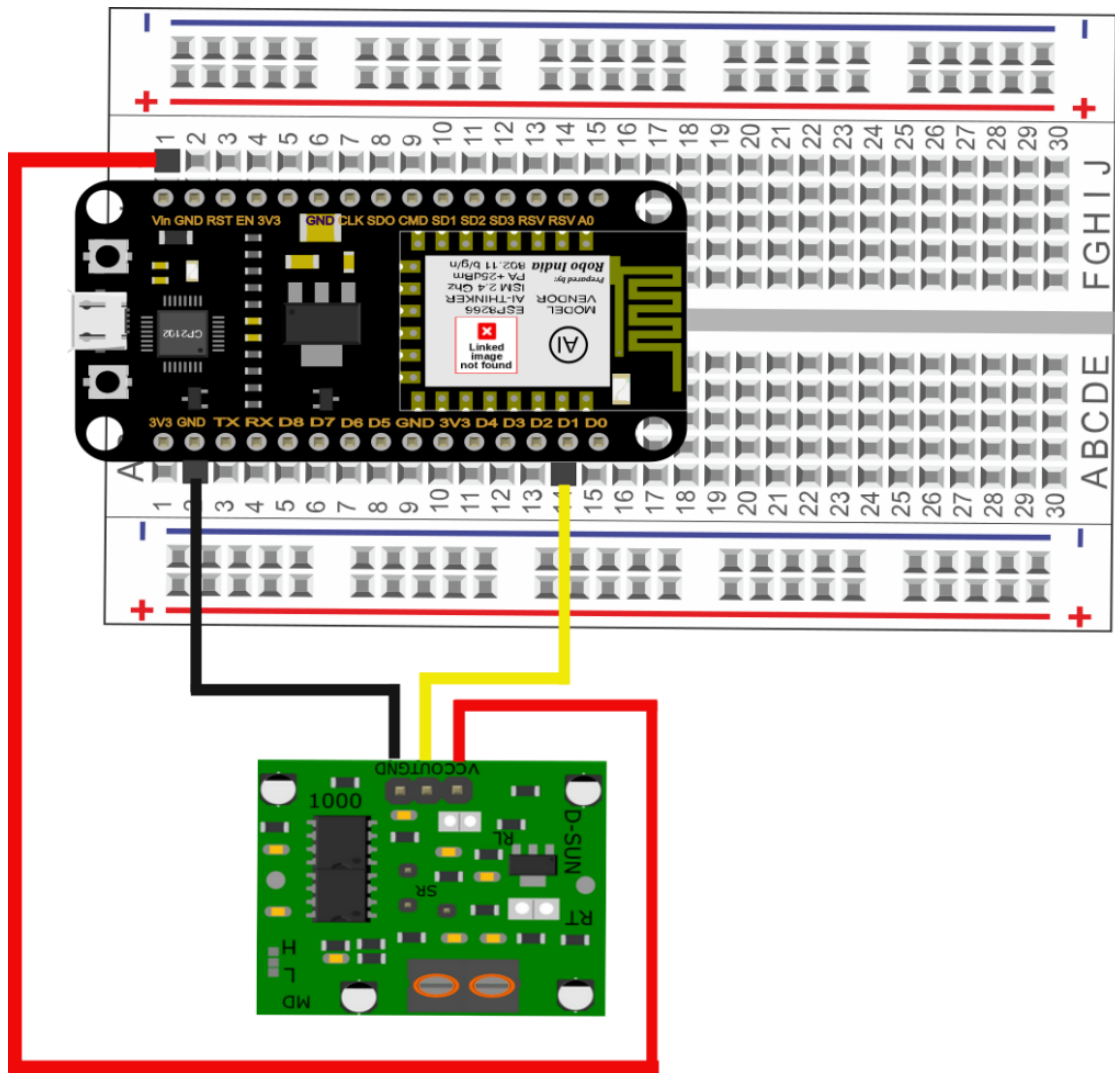 - -
+ +
1 2 3 4 5 6 7 8 9 10 11 12 13 14 15 16 17 18 19 20 21 22 23 24 25 26 27 28 29 30
F G H I J
Vin GND RST EN 3V3 GND CLK SDO CMD SD1 SD2 SD3 RSV RSV A0
Robo India
Prepared by:
802.11 b/g/n
PA +25dBm
ISM 2.4 Ghz
AI-THINKER
ESP8266
VENDOR
MODEL
AI
Linked
image
not found
CP2102
3V3 GND TX RX D8 D7 D6 D5 GND 3V3 D4 D3 D2 D1 D0
A
A B C D E
1 2 3 4 5 6 7 8 9 10 11 12 13 14 15 16 17 18 19 20 21 22 23 24 25 26 27 28 29 30
- -
+ +
GND OUT VCC
1000
D-SUN
RL
SR
RT
H
L
MD